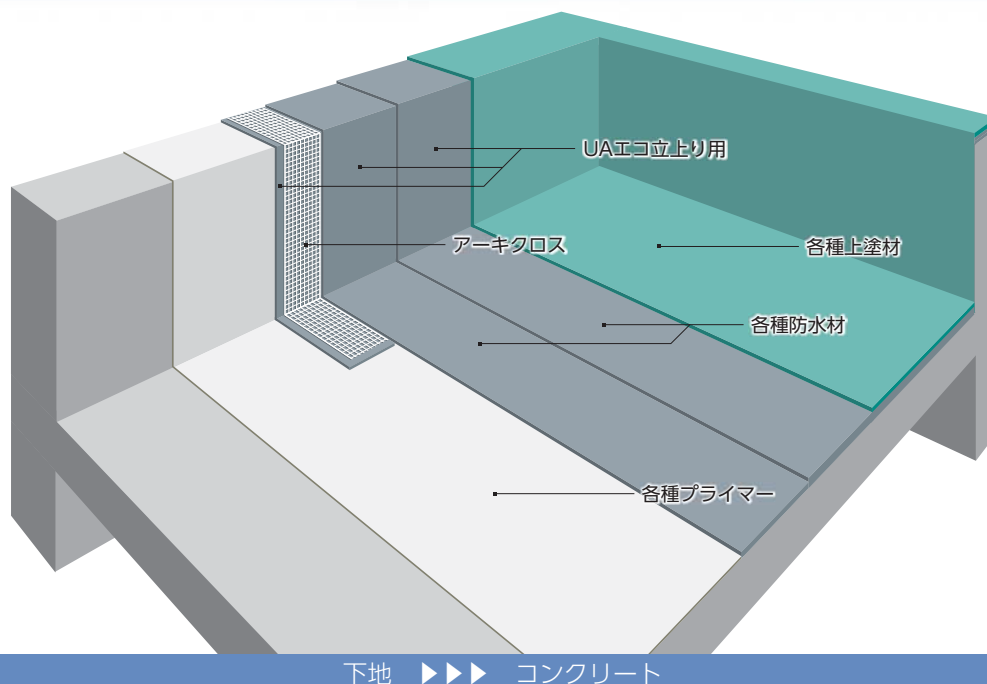 UAエコ立上り用
アーキクロス
各種上塗材
各種防水材
各種プライマー
下地 ▶▶▶ コンクリート